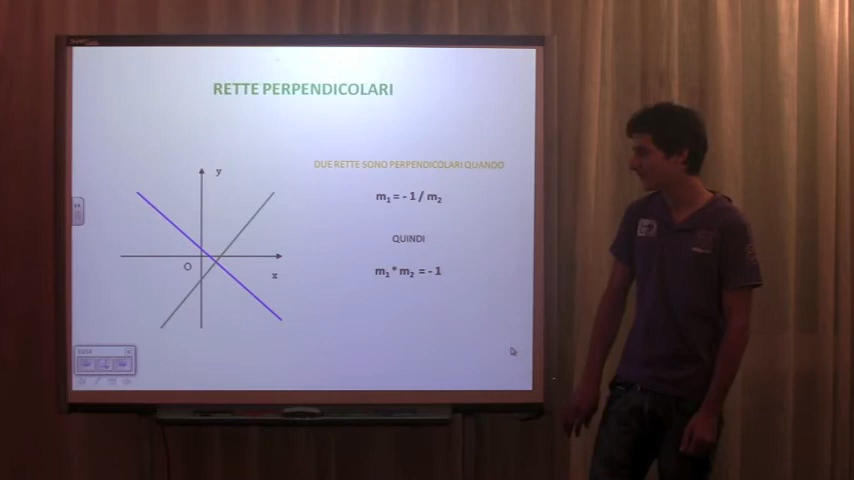 RETTE PERPENDICOLARI
DUE RETTE SONO PERPENDICOLARI QUANDO
y
m₁ = - 1 / m₂
QUINDI
O
x
m₁ * m₂ = - 1